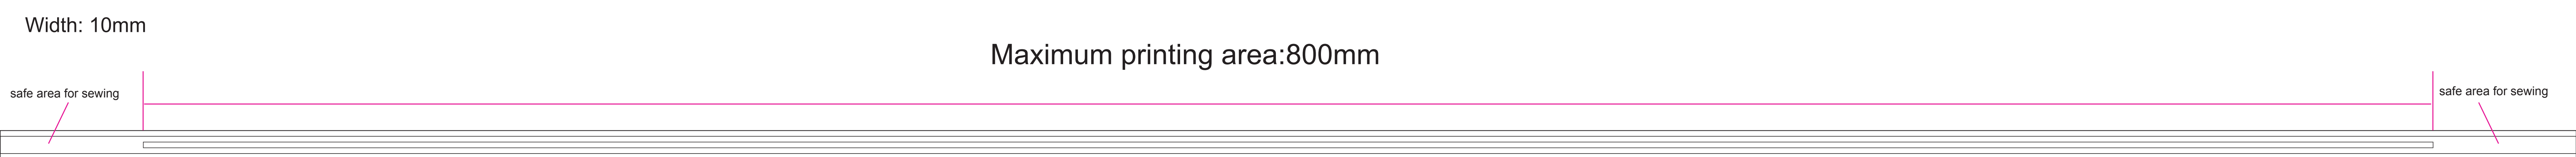 Width: 10mm
Maximum printing area:800mm
safe area for sewing
safe area for sewing